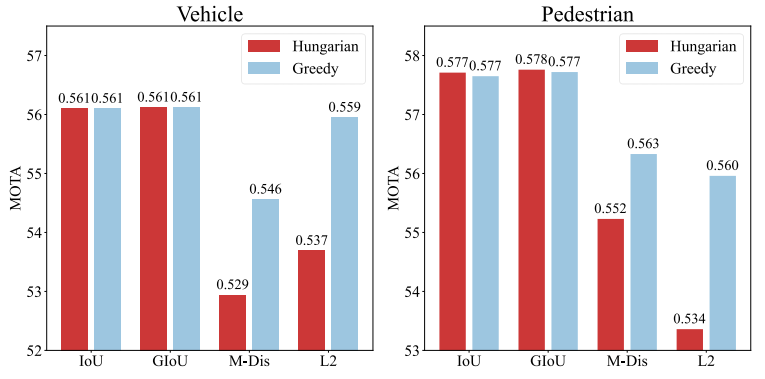 Vehicle
MOTA
57
56
55
54
53
52
Hungarian
Greedy
0.561 0.561
0.561 0.561
0.529
0.546
0.537
0.559
IoU GIoU M-Dis L2
Pedestrian
MOTA
58
57
56
55
54
53
Hungarian
Greedy
0.577 0.577
0.578 0.577
0.552
0.563
0.534
0.560
IoU GIoU M-Dis L2